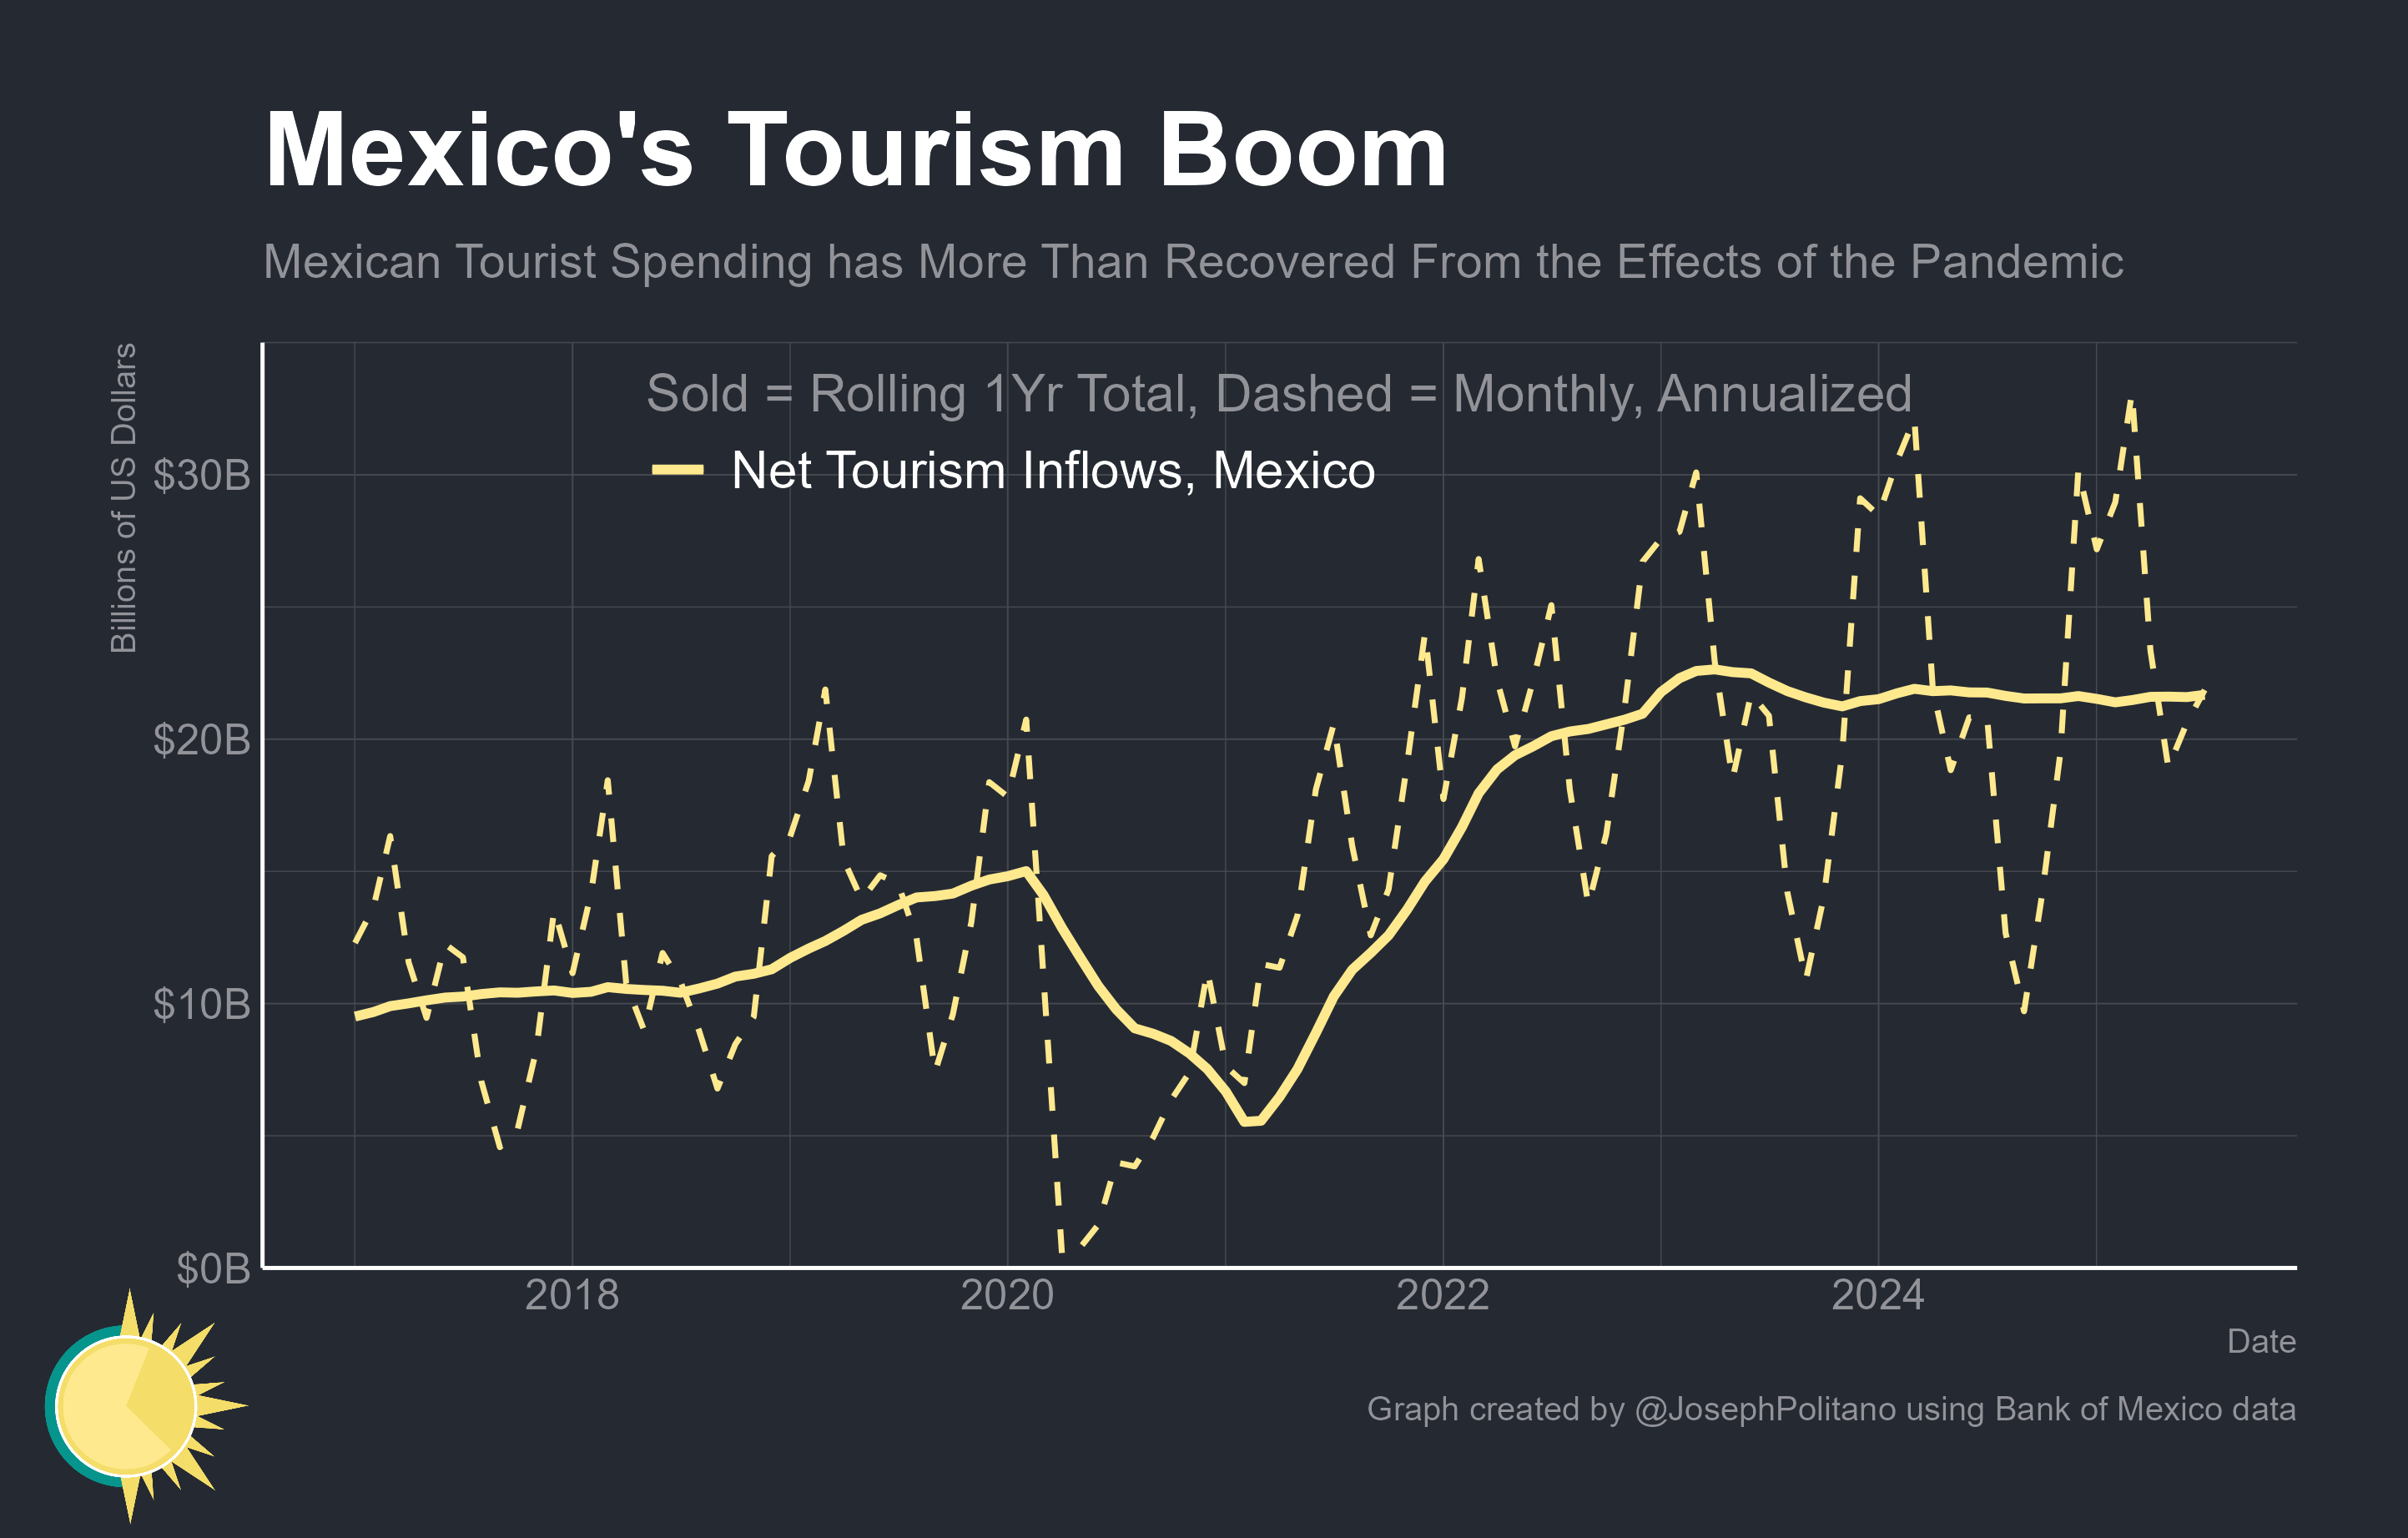 Mexico's Tourism Boom
Mexican Tourist Spending has More Than Recovered From the Effects of the Pandemic
Billions of US Dollars
Sold = Rolling 1Yr Total, Dashed = Monthly, Annualized
Net Tourism Inflows, Mexico
$30B
$20B
$10B
$0B
2018
2020
2022
2024
Date
Graph created by @JosephPolitano using Bank of Mexico data